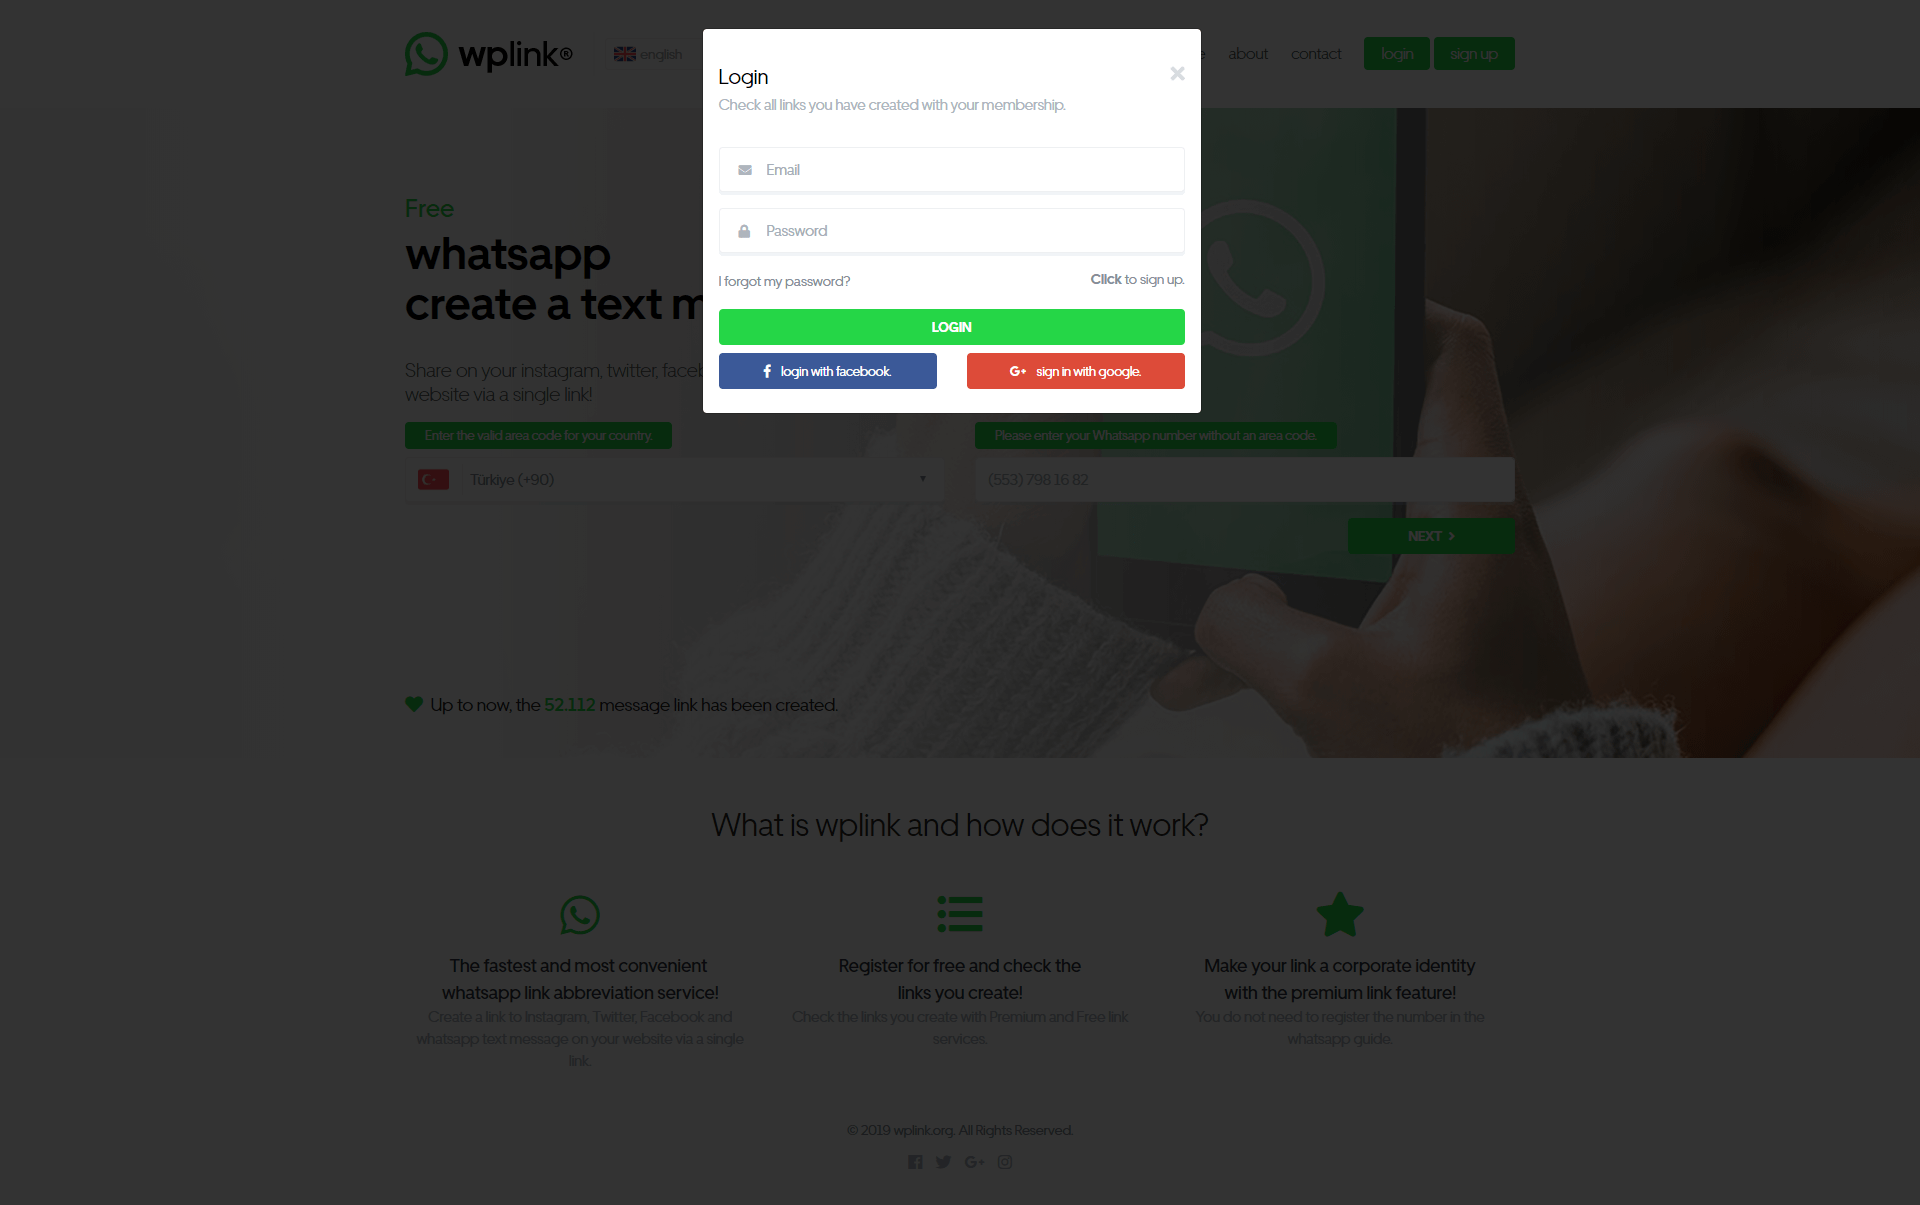 wplink®
english
about
contact
login
sign up
Login
Check all links you have created with your membership.
Email
Password
I forgot my password?
Click to sign up.
LOGIN
login with facebook.
sign in with google.
Free
whatsapp
create a text m
Share on your instagram, twitter, faceb
website via a single link!
Enter the valid area code for your country.
Please enter your Whatsapp number without an area code.
Türkiye (+90)
(553) 798 16 82
NEXT
Up to now, the 52.112 message link has been created.
What is wplink and how does it work?
The fastest and most convenient
whatsapp link abbreviation service!
Create a link to Instagram, Twitter, Facebook and
whatsapp text message on your website via a single
link.
Register for free and check the
links you create!
Check the links you create with Premium and Free link
services.
Make your link a corporate identity
with the premium link feature!
You do not need to register the number in the
whatsapp guide.
© 2019 wplink.org. All Rights Reserved.